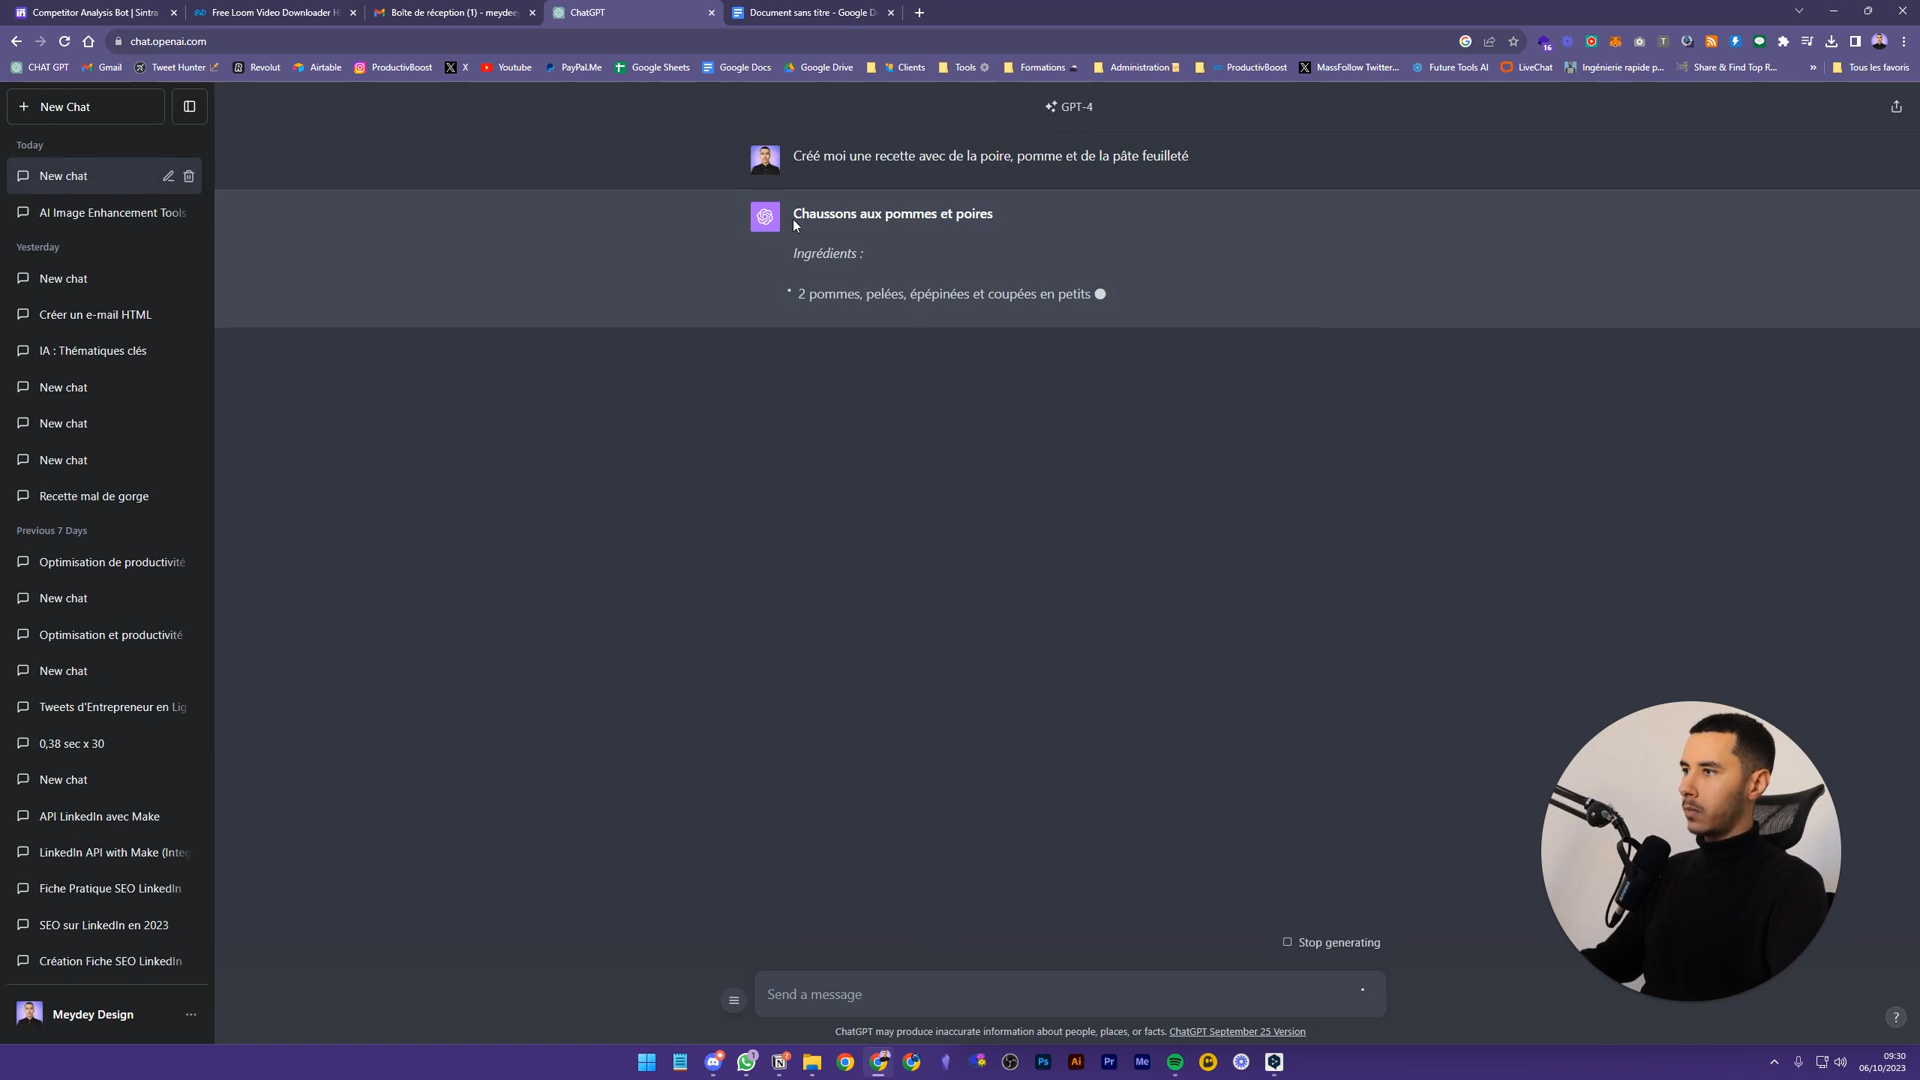 Competitor Analysis Bot | Sintra
Free Loom Video Downloader H
Boîte de réception (1) - meydey
ChatGPT
Document sans titre - Google D
chat.openai.com
16
CHAT GPT
Gmail
Tweet Hunter
Revolut
Airtable
ProductivBoost
X
Youtube
PayPal.Me
Google Sheets
Google Docs
Google Drive
Clients
Tools
Formations
Administration
ProductivBoost
MassFollow Twitter...
Future Tools AI
LiveChat
Ingénierie rapide p...
Share & Find Top R...
»
Tous les favoris
+ New Chat
Today
New chat
AI Image Enhancement Tools
Yesterday
New chat
Créer un e-mail HTML
IA : Thématiques clés
New chat
New chat
New chat
Recette mal de gorge
Previous 7 Days
Optimisation de productivité
New chat
Optimisation et productivité
New chat
Tweets d'Entrepreneur en Lig
0,38 sec x 30
New chat
API LinkedIn avec Make
LinkedIn API with Make (Integ
Fiche Pratique SEO LinkedIn
SEO sur LinkedIn en 2023
Création Fiche SEO LinkedIn
Meydey Design
...
GPT-4
Créé moi une recette avec de la poire, pomme et de la pâte feuilleté
Chaussons aux pommes et poires
Ingrédients :
• 2 pommes, pelées, épépinées et coupées en petits
Stop generating
Send a message
ChatGPT may produce inaccurate information about people, places, or facts. ChatGPT September 25 Version
?
Ps
Ai
Pr
Me
09:30
06/10/2023